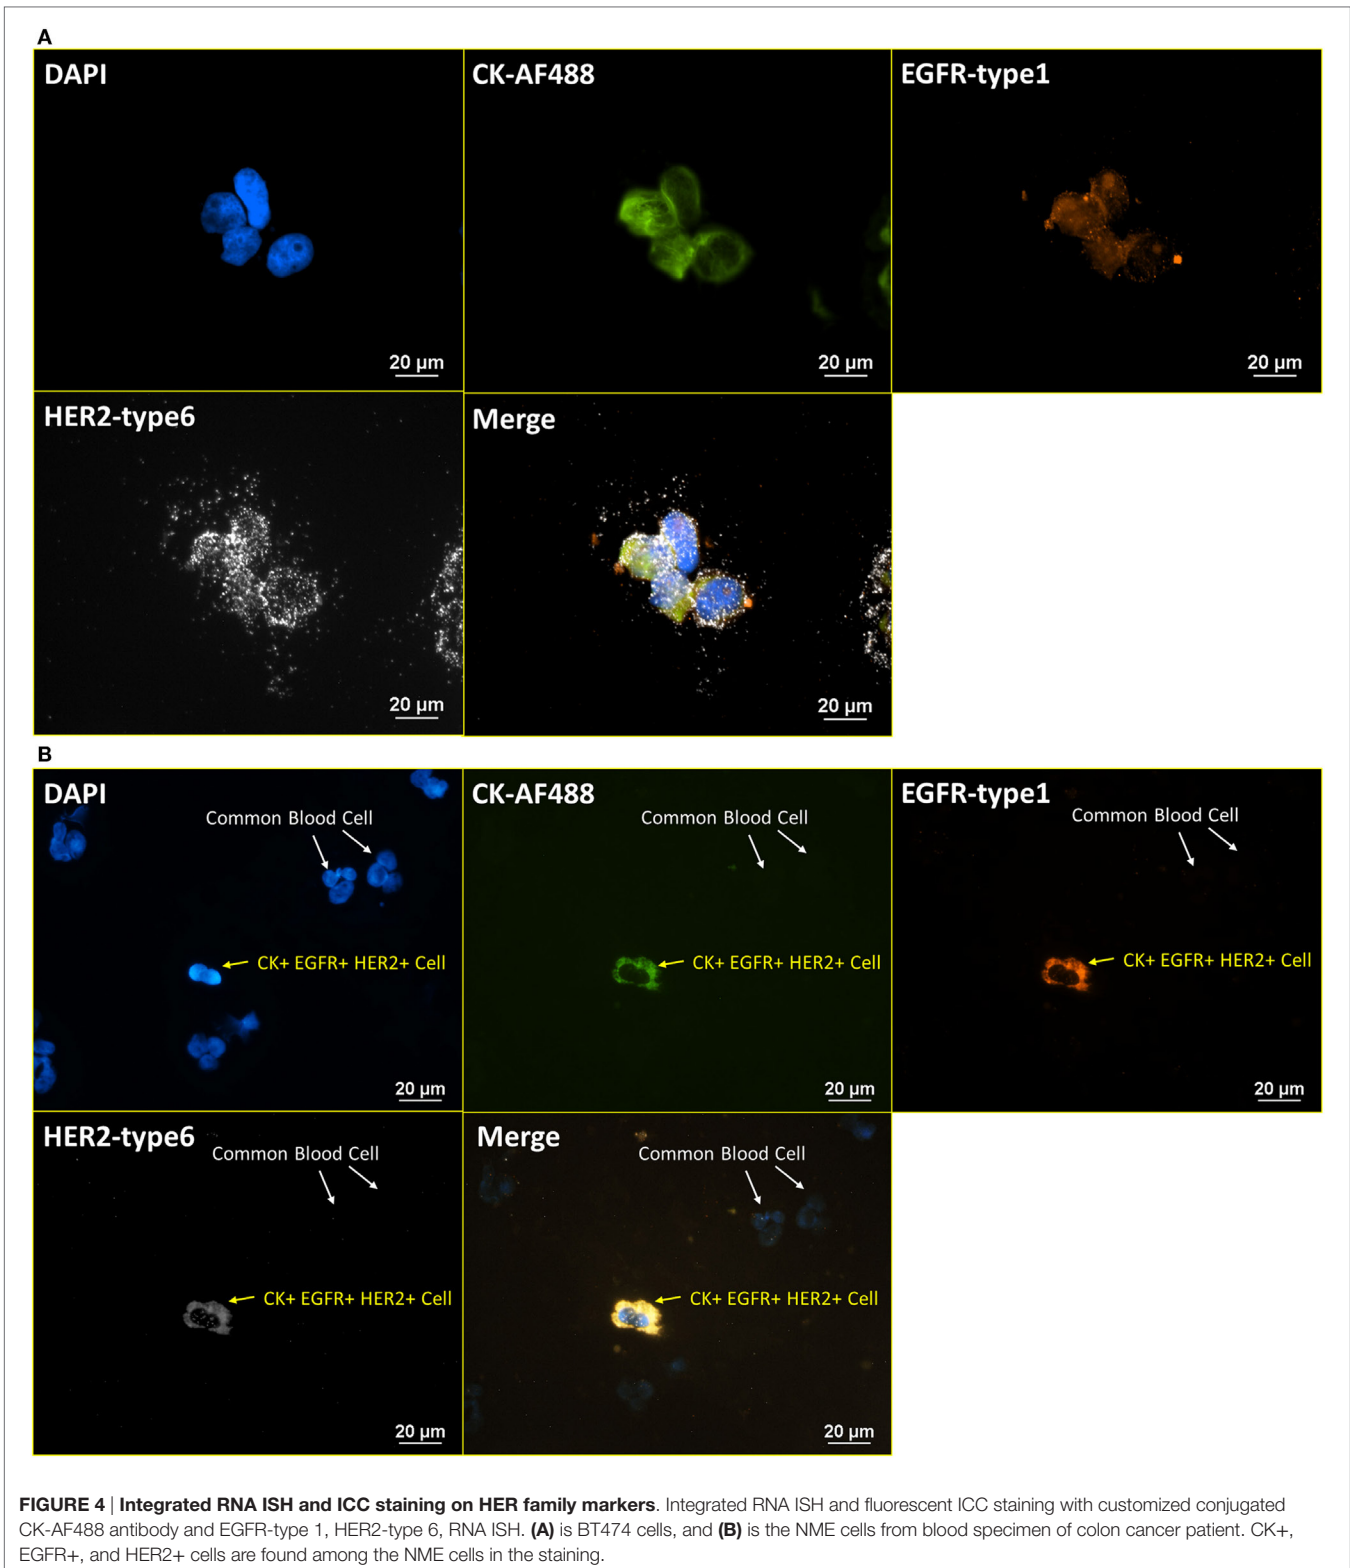 A
DAPI
CK-AF488
EGFR-type1
20 µm
20 µm
20 µm
HER2-type6
Merge
20 µm
20 µm
B
DAPI
CK-AF488
EGFR-type1
Common Blood Cell
Common Blood Cell
Common Blood Cell
CK+ EGFR+ HER2+ Cell
CK+ EGFR+ HER2+ Cell
CK+ EGFR+ HER2+ Cell
20 µm
20 µm
20 µm
HER2-type6
Merge
Common Blood Cell
Common Blood Cell
CK+ EGFR+ HER2+ Cell
CK+ EGFR+ HER2+ Cell
20 µm
20 µm
FIGURE 4 | Integrated RNA ISH and ICC staining on HER family markers. Integrated RNA ISH and fluorescent ICC staining with customized conjugated
CK-AF488 antibody and EGFR-type 1, HER2-type 6, RNA ISH. (A) is BT474 cells, and (B) is the NME cells from blood specimen of colon cancer patient. CK+,
EGFR+, and HER2+ cells are found among the NME cells in the staining.